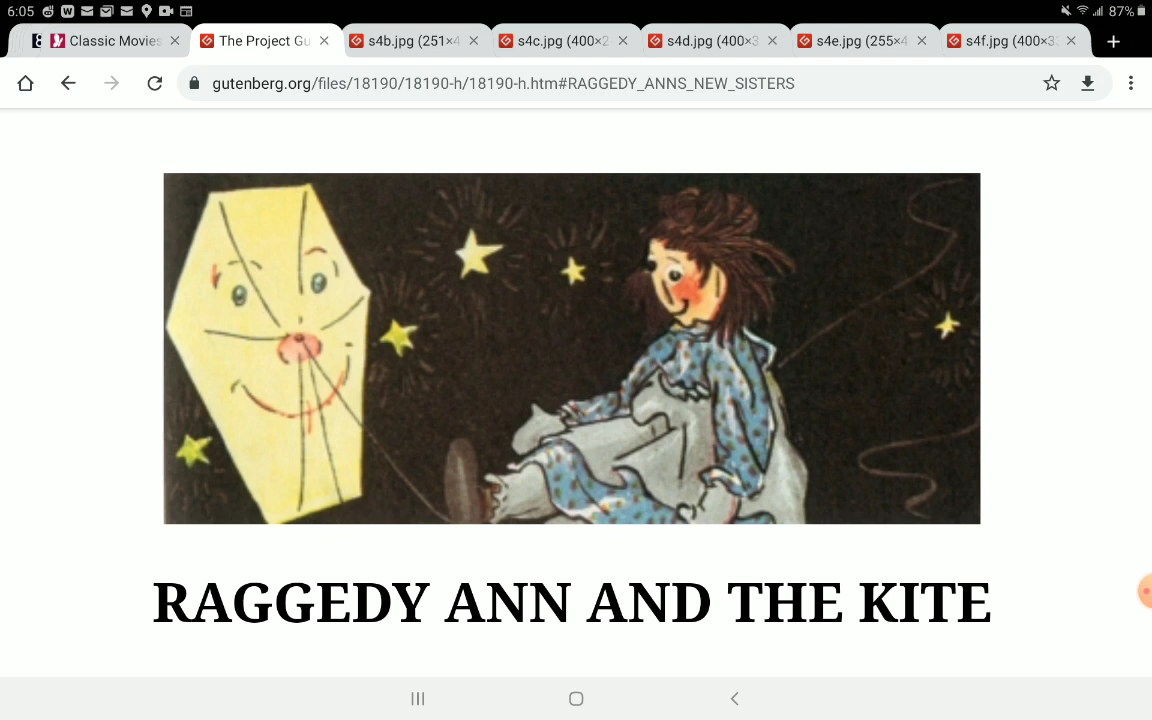 6:05
87%
Classic Movies
The Project Gu
s4b.jpg (251×4
s4c.jpg (400×2
s4d.jpg (400×3
s4e.jpg (255×4
s4f.jpg (400×3
gutenberg.org/files/18190/18190-h/18190-h.htm#RAGGEDY_ANNS_NEW_SISTERS
RAGGEDY ANN AND THE KITE